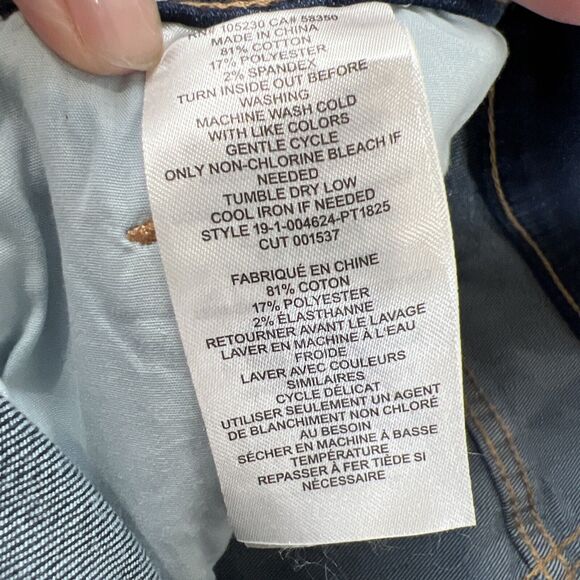 RN# 105230 CA# 58350
MADE IN CHINA
81% COTTON
17% POLYESTER
2% SPANDEX
TURN INSIDE OUT BEFORE
WASHING
MACHINE WASH COLD
WITH LIKE COLORS
GENTLE CYCLE
ONLY NON-CHLORINE BLEACH IF
NEEDED
TUMBLE DRY LOW
COOL IRON IF NEEDED
STYLE 19-1-004624-PT1825
CUT 001537
FABRIQUÉ EN CHINE
81% COTON
17% POLYESTER
2% ÉLASTHANNE
RETOURNER AVANT LE LAVAGE
LAVER EN MACHINE À L'EAU
FROIDE
LAVER AVEC COULEURS
SIMILAIRES
CYCLE DÉLICAT
UTILISER SEULEMENT UN AGENT
DE BLANCHIMENT NON CHLORÉ
AU BESOIN
SÉCHER EN MACHINE À BASSE
TEMPÉRATURE
REPASSER À FER TIÈDE SI
NÉCESSAIRE